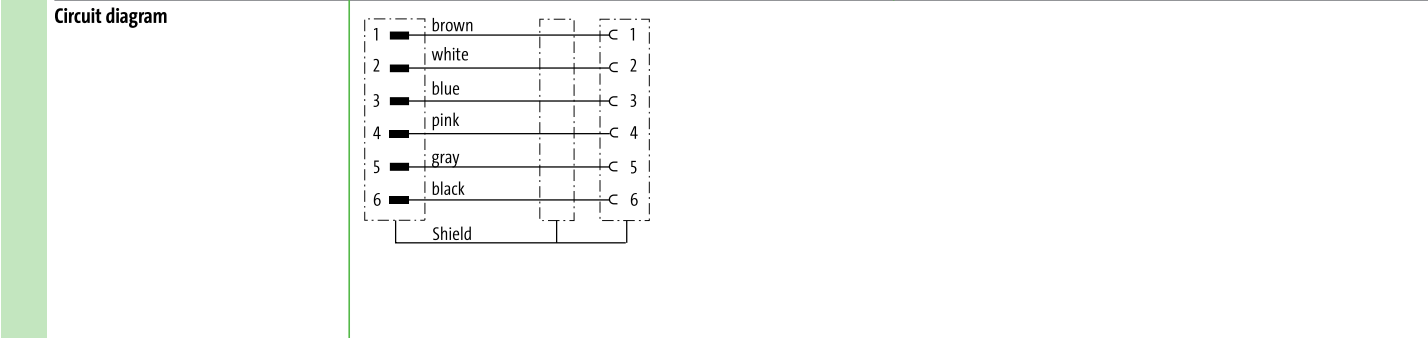 Circuit diagram
1 brown 1
2 white 2
3 blue 3
4 pink 4
5 gray 5
6 black 6
Shield